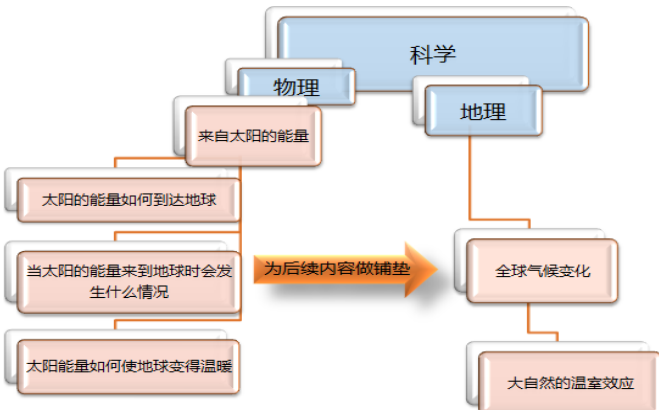 科学
物理
地理
来自太阳的能量
太阳的能量如何到达地球
当太阳的能量来到地球时会发
生什么情况
为后续内容做铺垫
全球气候变化
太阳能量如何使地球变得温暖
大自然的温室效应